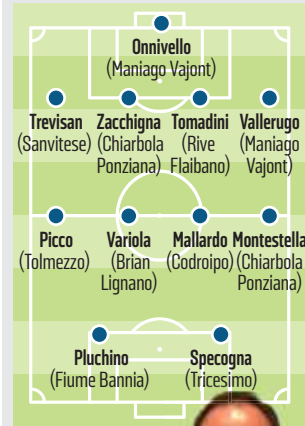 Onnivello
(Maniago Vajont)
Trevisan
(Sanvitese)
Zacchigna
(Chiarbola
Ponziana)
Tomadini
(Rive
Flaibano)
Vallerugo
(Maniago
Vajont)
Picco
(Tolmezzo)
Variola
(Brian
Lignano)
Mallardo
(Codroipo)
Montestella
(Chiarbola
Ponziana)
Pluchino
(Fiume Bannia)
Specogna
(Tricesimo)